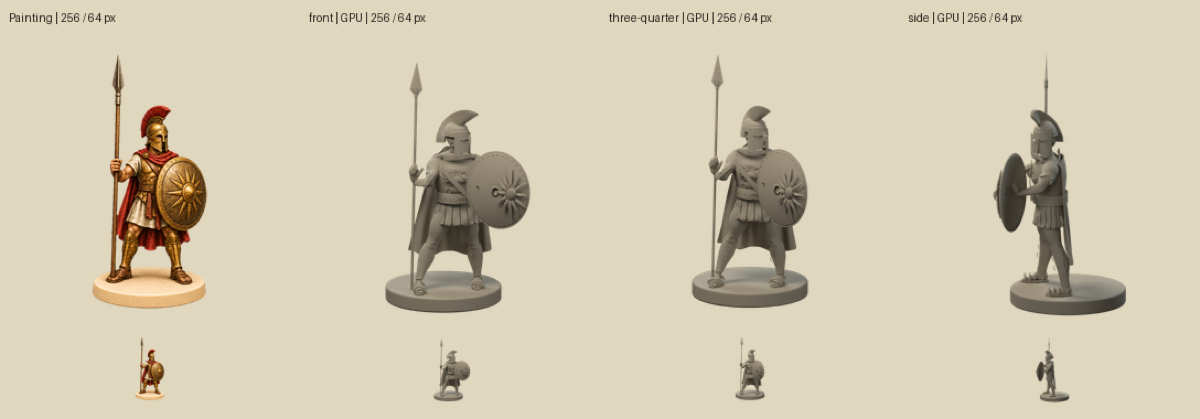 Painting | 256 / 64 px
front | GPU | 256 / 64 px
three-quarter | GPU | 256 / 64 px
side | GPU | 256 / 64 px